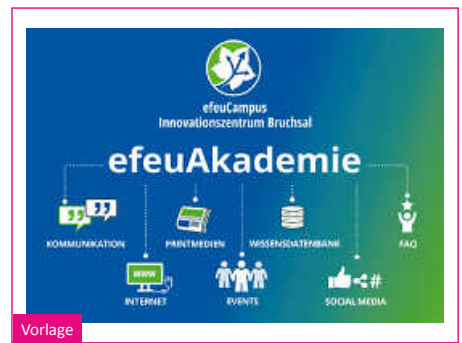 efeuCampus
Innovationszentrum Bruchsal
efeuAkademie
KOMMUNIKATION
PRINTMEDIEN
WISSENSDATENBANK
FAQ
WWW
INTERNET
EVENTS
#
SOCIAL MEDIA
Vorlage